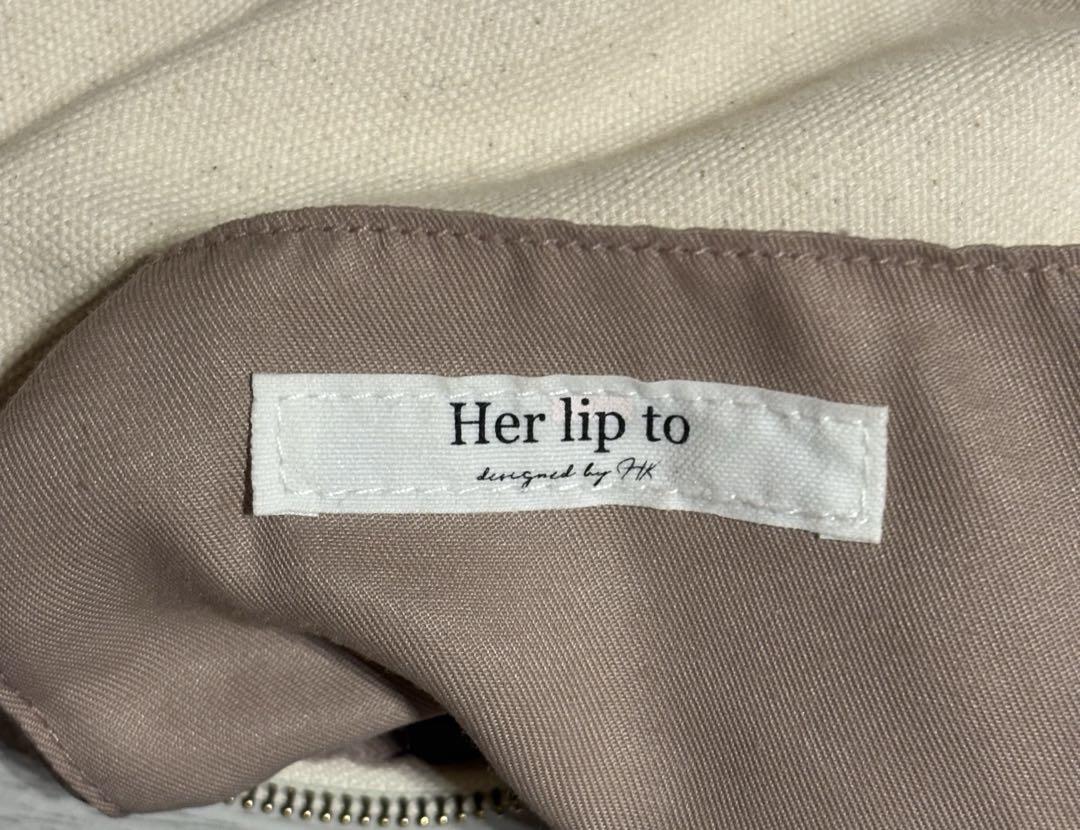 Her lip to
designed by HK